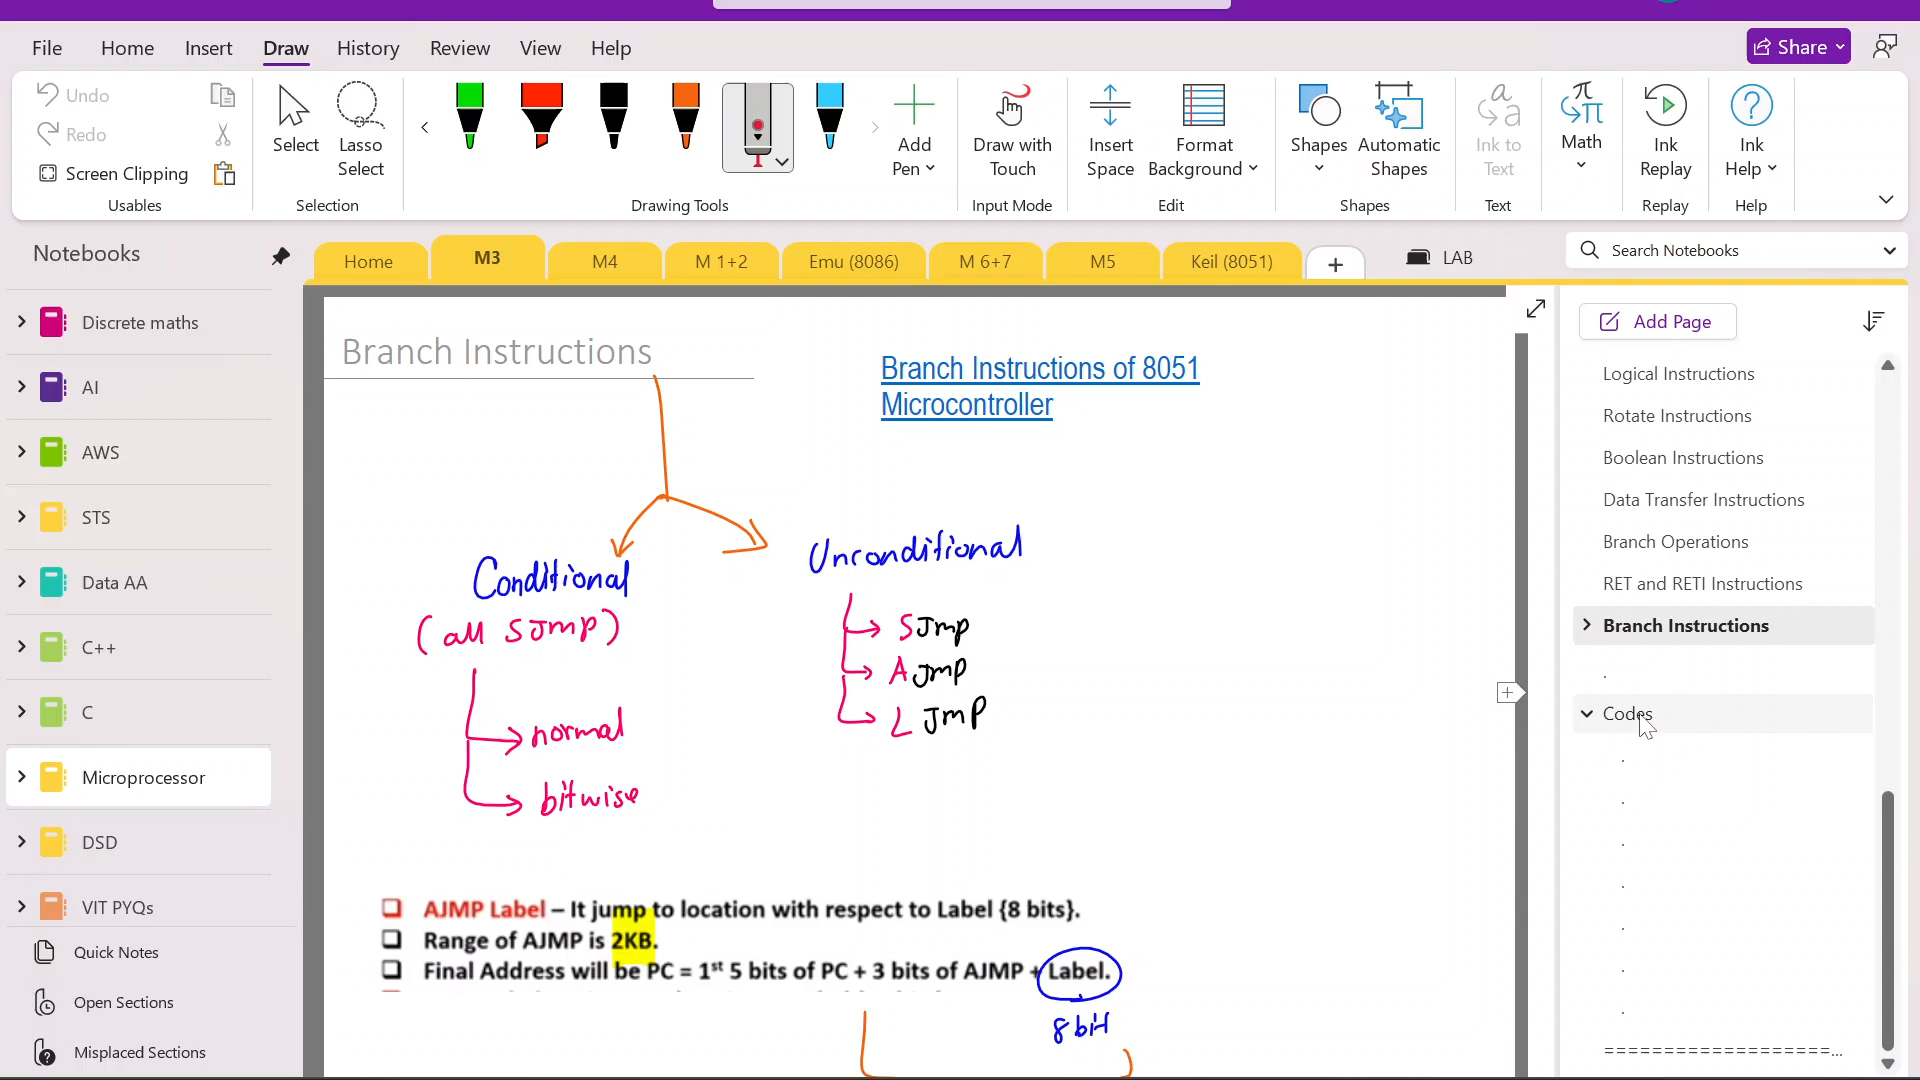 File Home Insert Draw History Review View Help Share
Undo
Redo
Screen Clipping
Usables
Select
Lasso
Select
Selection
Drawing Tools
Add
Pen
Draw with
Touch
Input Mode
Insert
Space
Format
Background
Edit
Shapes
Automatic
Shapes
Shapes
Ink to
Text
Text
Math
Ink
Replay
Replay
Ink
Help
Help
Notebooks
Home M3 M4 M 1+2 Emu (8086) M 6+7 M5 Keil (8051) + LAB
Search Notebooks
Discrete maths
AI
AWS
STS
Data AA
C++
C
Microprocessor
DSD
VIT PYQs
Quick Notes
Open Sections
Misplaced Sections
Branch Instructions
Branch Instructions of 8051
Microcontroller
Conditional
(all SJMP)
normal
bitwise
Unconditional
SJmp
AJmp
LJmp
AJMP Label – It jump to location with respect to Label {8 bits}.
Range of AJMP is 2KB.
Final Address will be PC = 1st 5 bits of PC + 3 bits of AJMP + Label.
8 bit
Add Page
Logical Instructions
Rotate Instructions
Boolean Instructions
Data Transfer Instructions
Branch Operations
RET and RETI Instructions
Branch Instructions
.
Codes
.
.
.
.
.
.
.
====================...